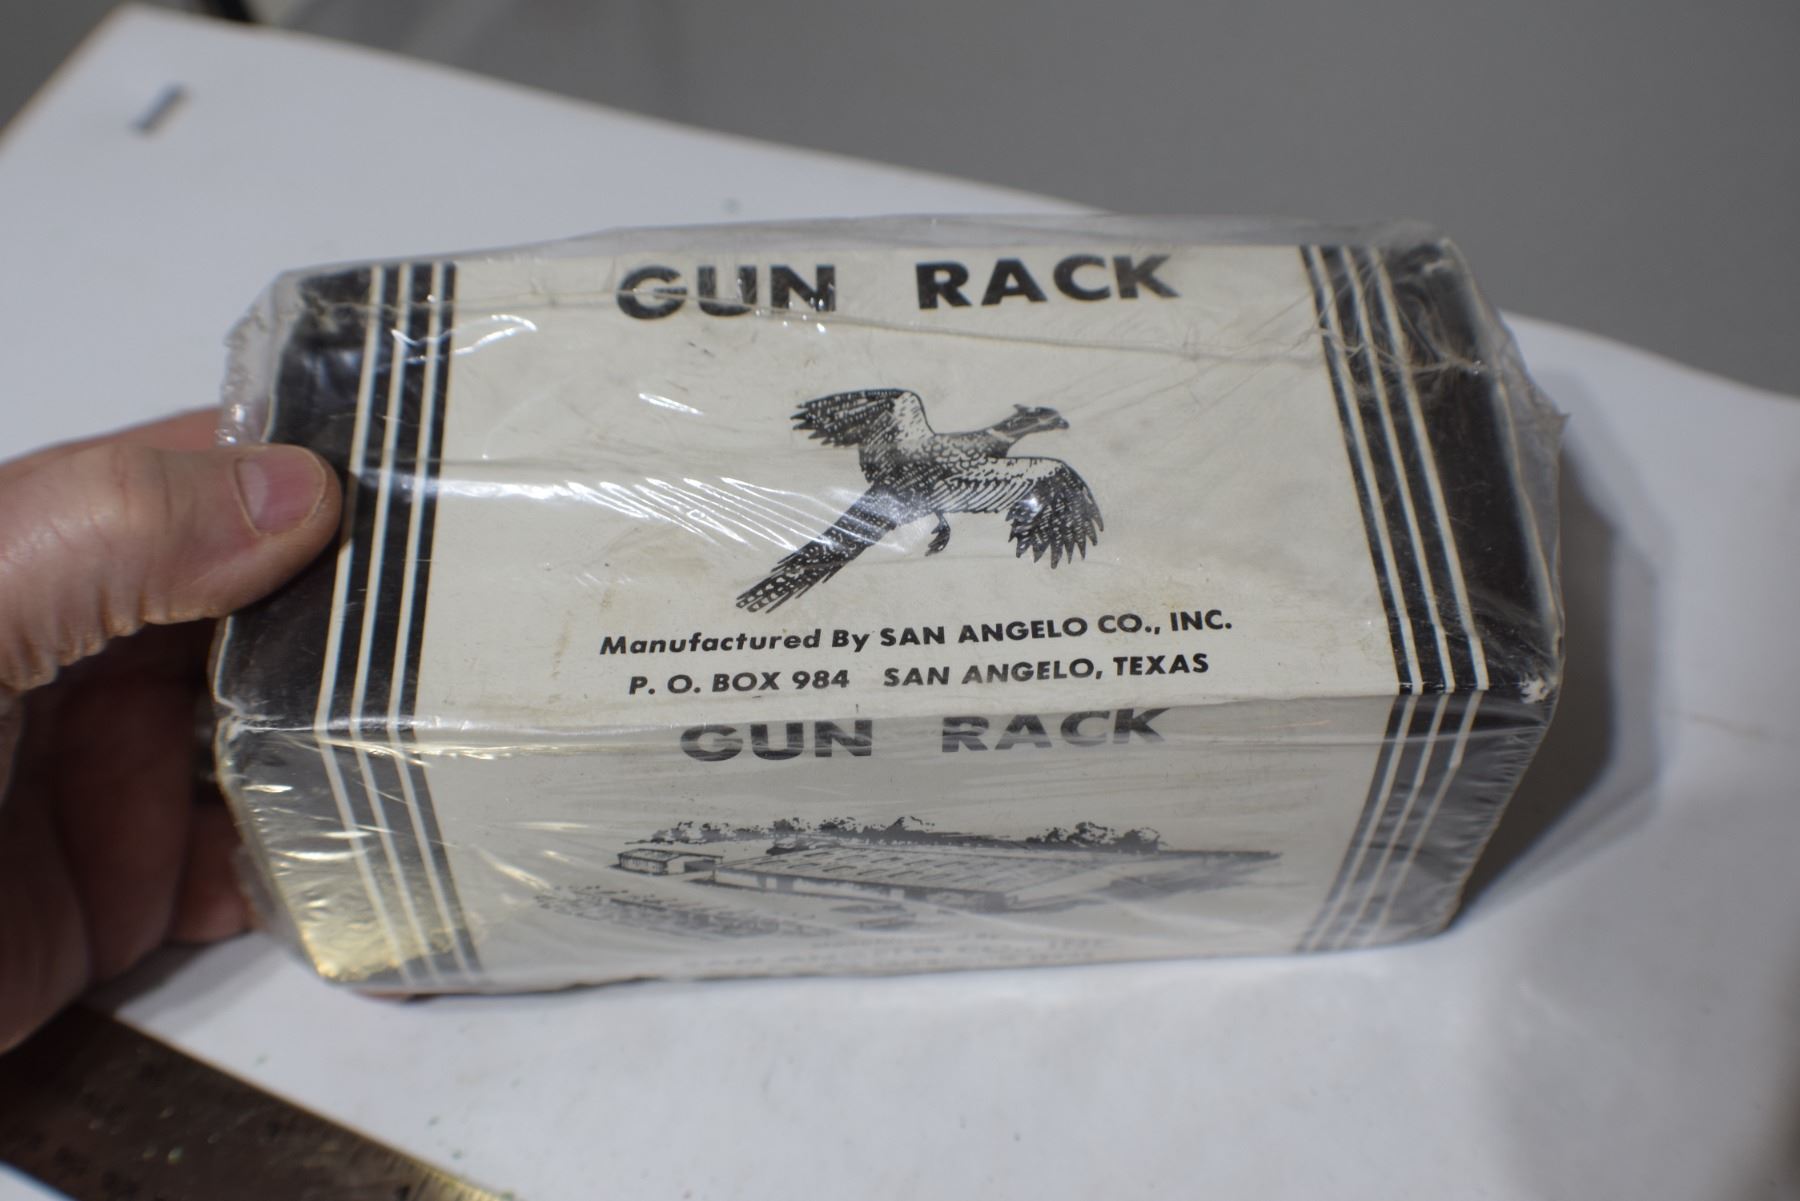 GUN RACK
Manufactured By SAN ANGELO CO., INC.
P. O. BOX 984 SAN ANGELO, TEXAS
GUN RACK